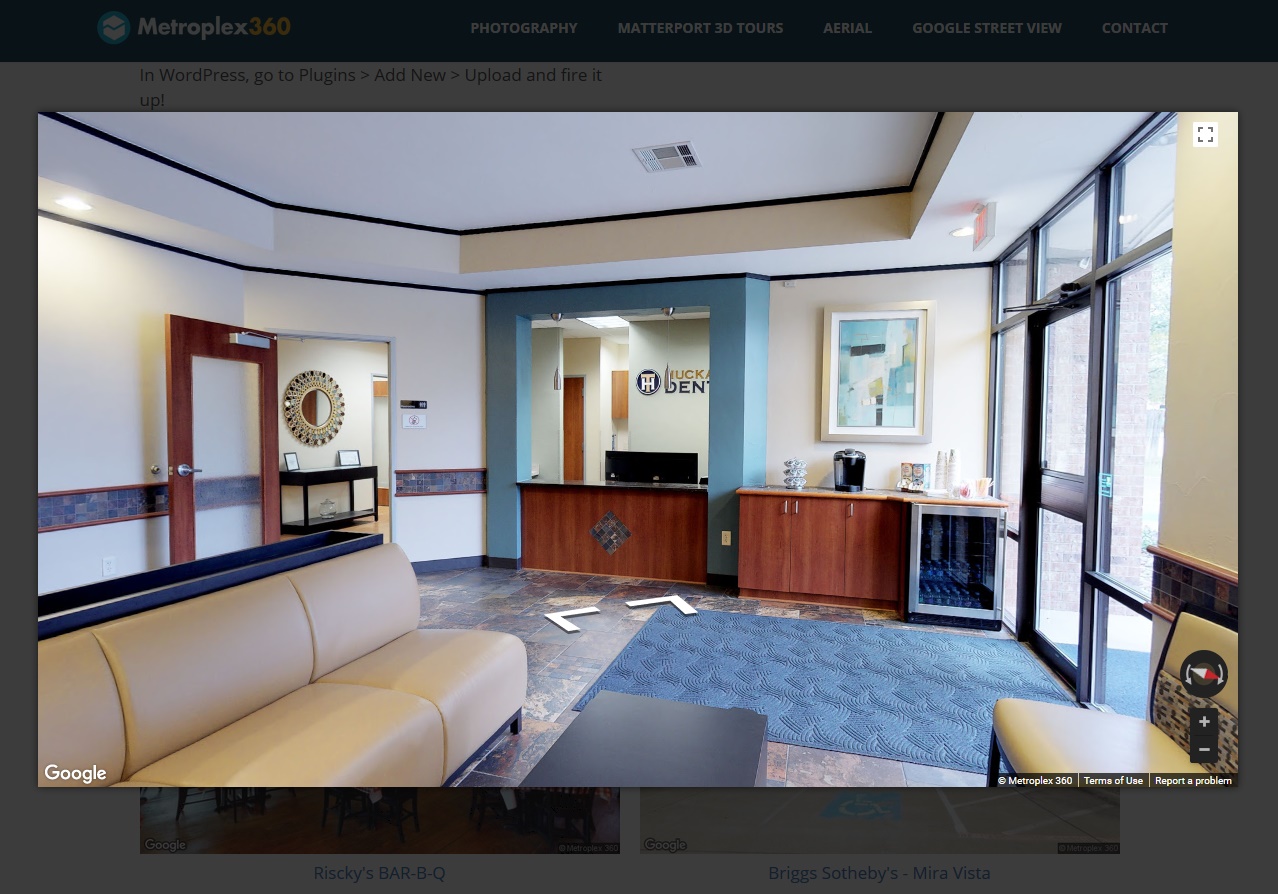 Metroplex360
PHOTOGRAPHY
MATTERPORT 3D TOURS
AERIAL
GOOGLE STREET VIEW
CONTACT
In WordPress, go to Plugins > Add New > Upload and fire it
up!
HUCKA
DENT
Google
© Metroplex 360
Terms of Use
Report a problem
Google
© Metroplex 360
Google
© Metroplex 360
Riscky's BAR-B-Q
Briggs Sotheby's - Mira Vista